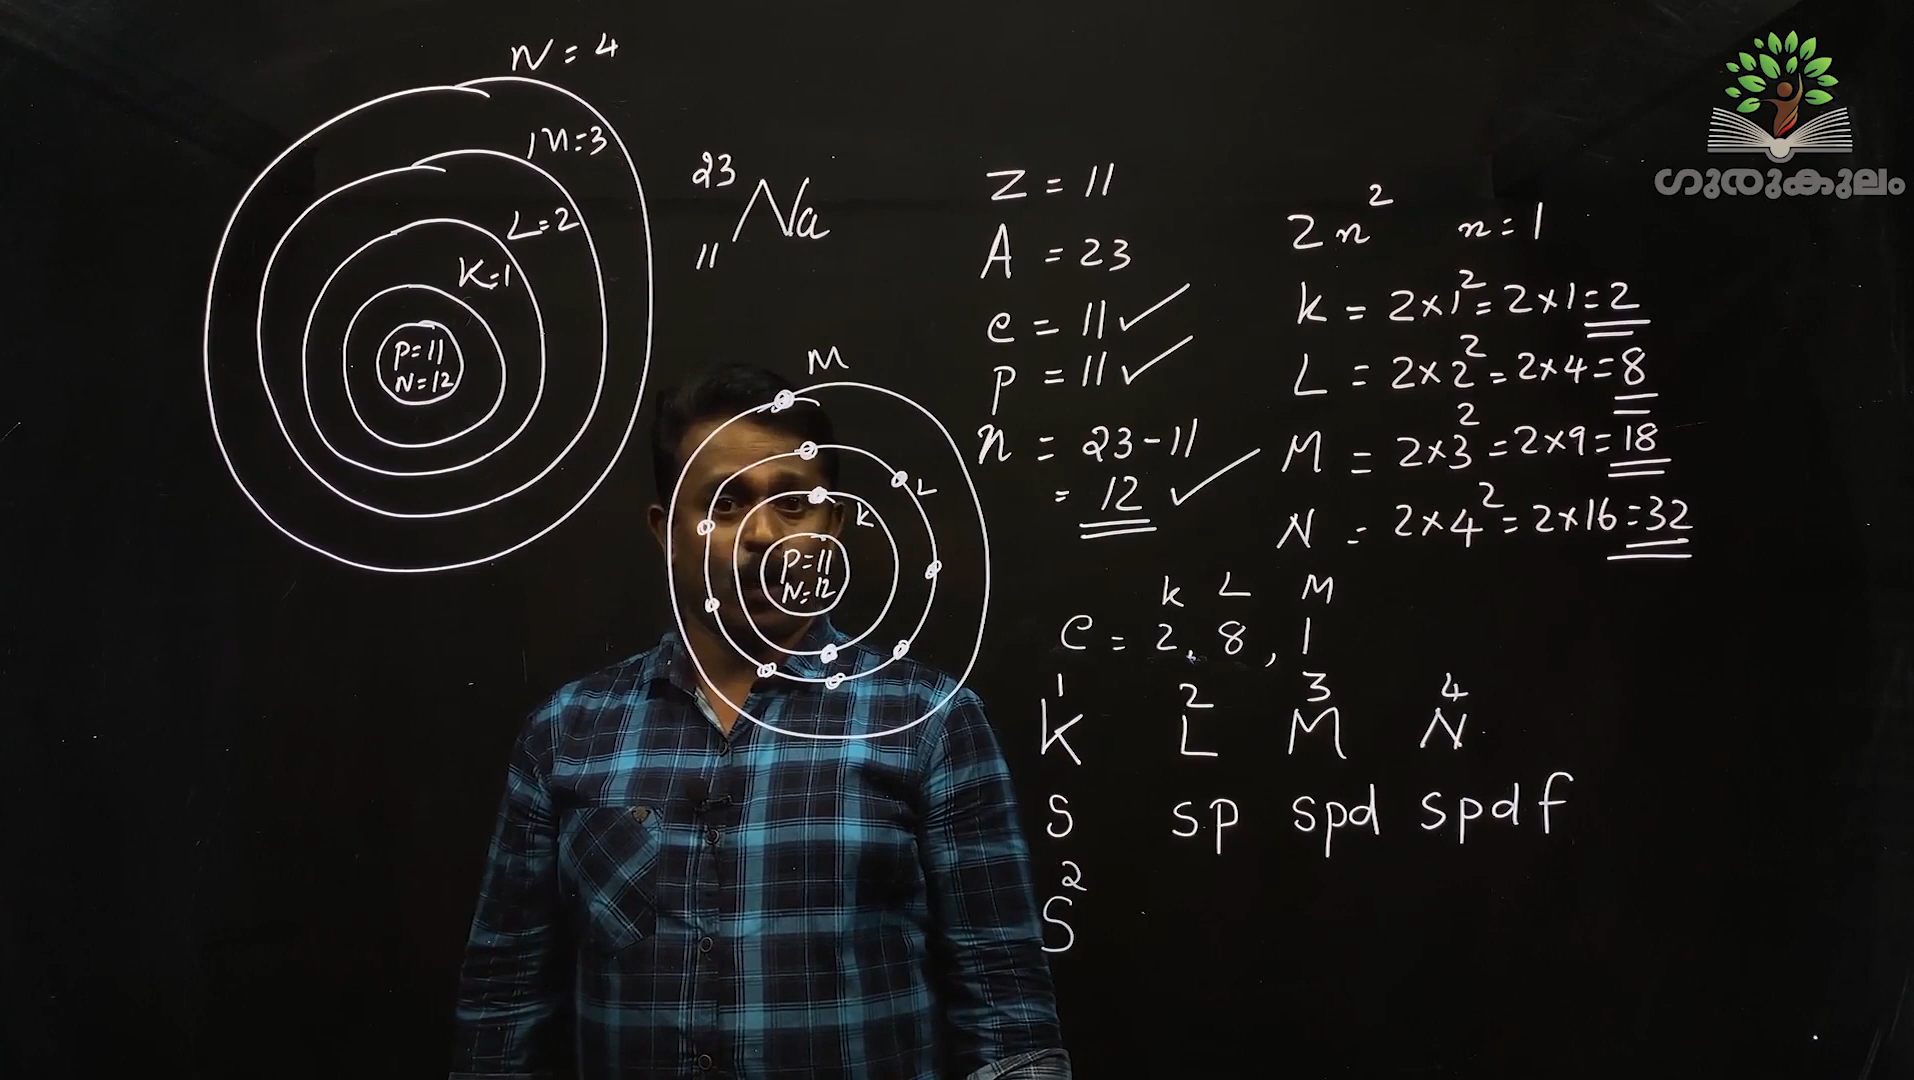 ഗുരുകുലം
N = 4
M = 3
L = 2
K = 1
P = 11
N = 12
23
11 Na
Z = 11
A = 23
e = 11 ✓
p = 11 ✓
n = 23 - 11
= 12 ✓
2n² n = 1
K = 2 × 1² = 2 × 1 = 2
L = 2 × 2² = 2 × 4 = 8
M = 2 × 3² = 2 × 9 = 18
N = 2 × 4² = 2 × 16 = 32
M
L
K
P = 11
N = 12
K L M
e = 2, 8, 1
1 2 3 4
K L M N
s sp spd spdf
S²